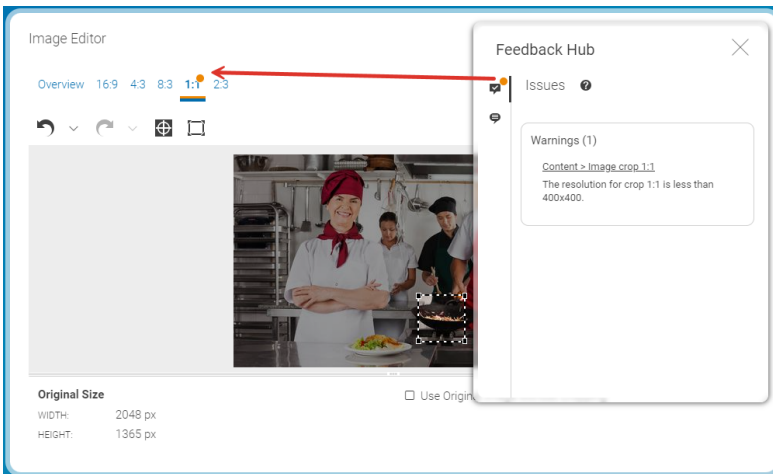 Image Editor
Overview 16:9 4:3 8:3 1:1 2:3
Original Size
WIDTH: 2048 px
HEIGHT: 1365 px
Use Origin
Feedback Hub
Issues
Warnings (1)
Content > Image crop 1:1
The resolution for crop 1:1 is less than
400x400.